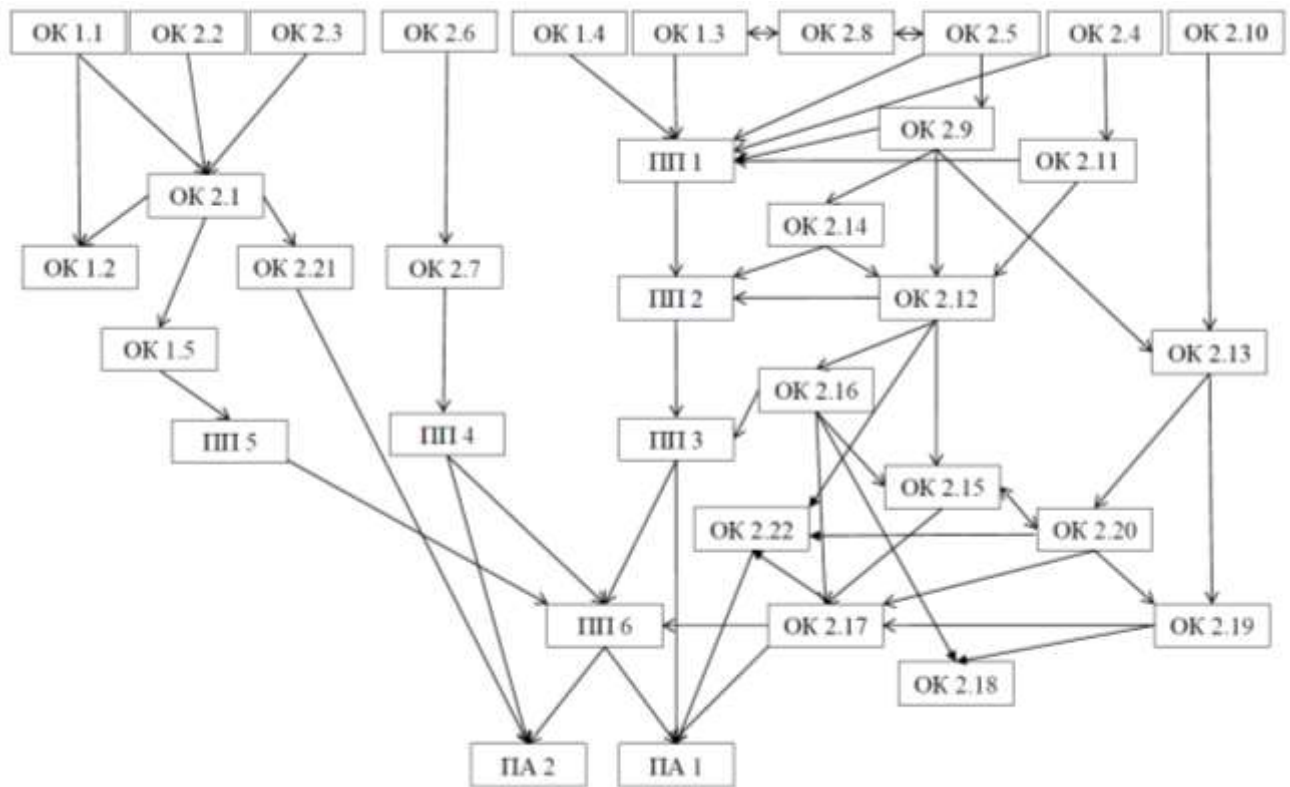 ОК 1.1
ОК 2.2
ОК 2.3
ОК 2.6
ОК 1.4
ОК 1.3
ОК 2.8
ОК 2.5
ОК 2.4
ОК 2.10
ОК 2.9
ПП 1
ОК 2.11
ОК 2.1
ОК 2.14
ОК 1.2
ОК 2.21
ОК 2.7
ПП 2
ОК 2.12
ОК 1.5
ОК 2.13
ОК 2.16
ПП 5
ПП 4
ПП 3
ОК 2.15
ОК 2.22
ОК 2.20
ПП 6
ОК 2.17
ОК 2.19
ОК 2.18
ПА 2
ПА 1